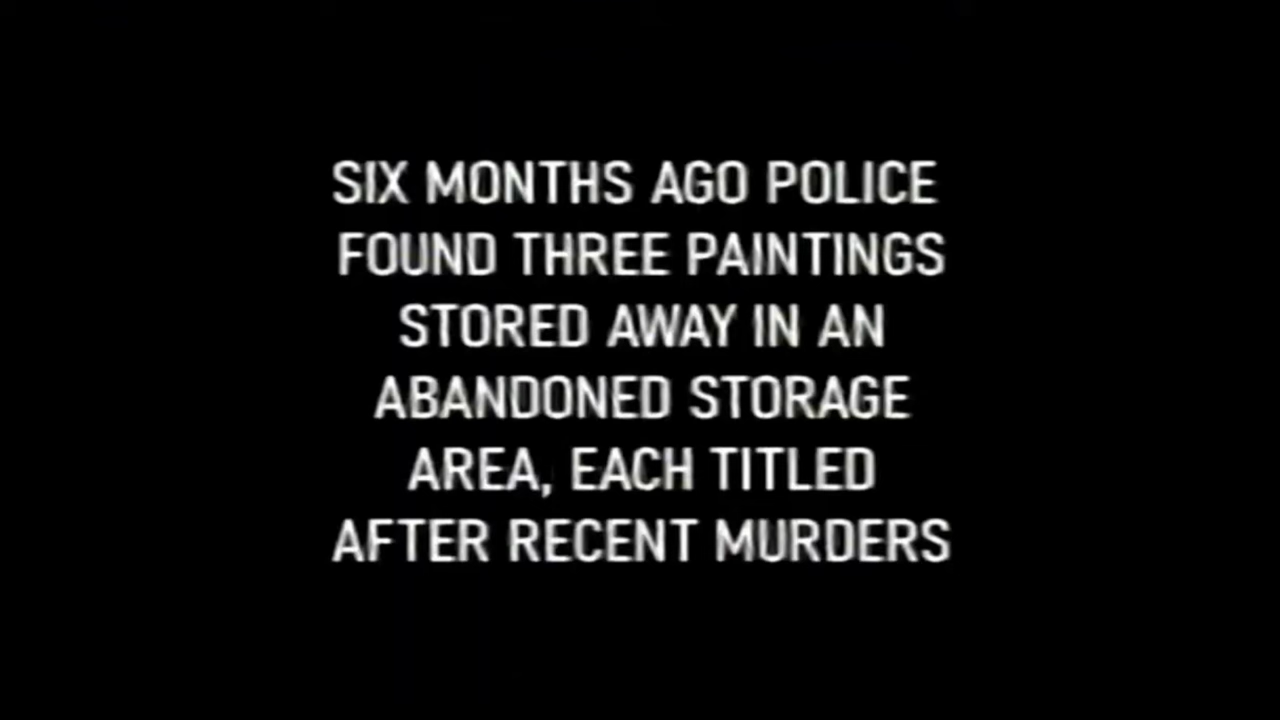 SIX MONTHS AGO POLICE
FOUND THREE PAINTINGS
STORED AWAY IN AN
ABANDONED STORAGE
AREA, EACH TITLED
AFTER RECENT MURDERS